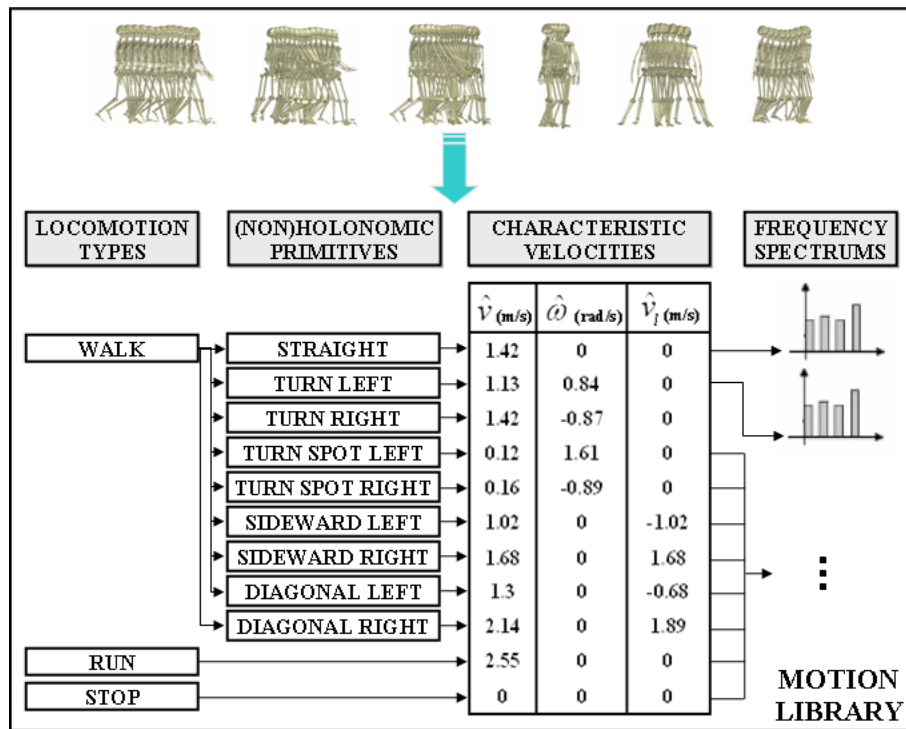 LOCOMOTION
TYPES
(NON)HOLONOMIC
PRIMITIVES
CHARACTERISTIC
VELOCITIES
FREQUENCY
SPECTRUMS
v̂ (m/s) ω̂ (rad/s) v̂ₗ (m/s)
WALK
STRAIGHT 1.42 0 0
TURN LEFT 1.13 0.84 0
TURN RIGHT 1.42 -0.87 0
TURN SPOT LEFT 0.12 1.61 0
TURN SPOT RIGHT 0.16 -0.89 0
SIDEWARD LEFT 1.02 0 -1.02
SIDEWARD RIGHT 1.68 0 1.68
DIAGONAL LEFT 1.3 0 -0.68
DIAGONAL RIGHT 2.14 0 1.89
RUN 2.55 0 0
STOP 0 0 0
⋮
MOTION
LIBRARY